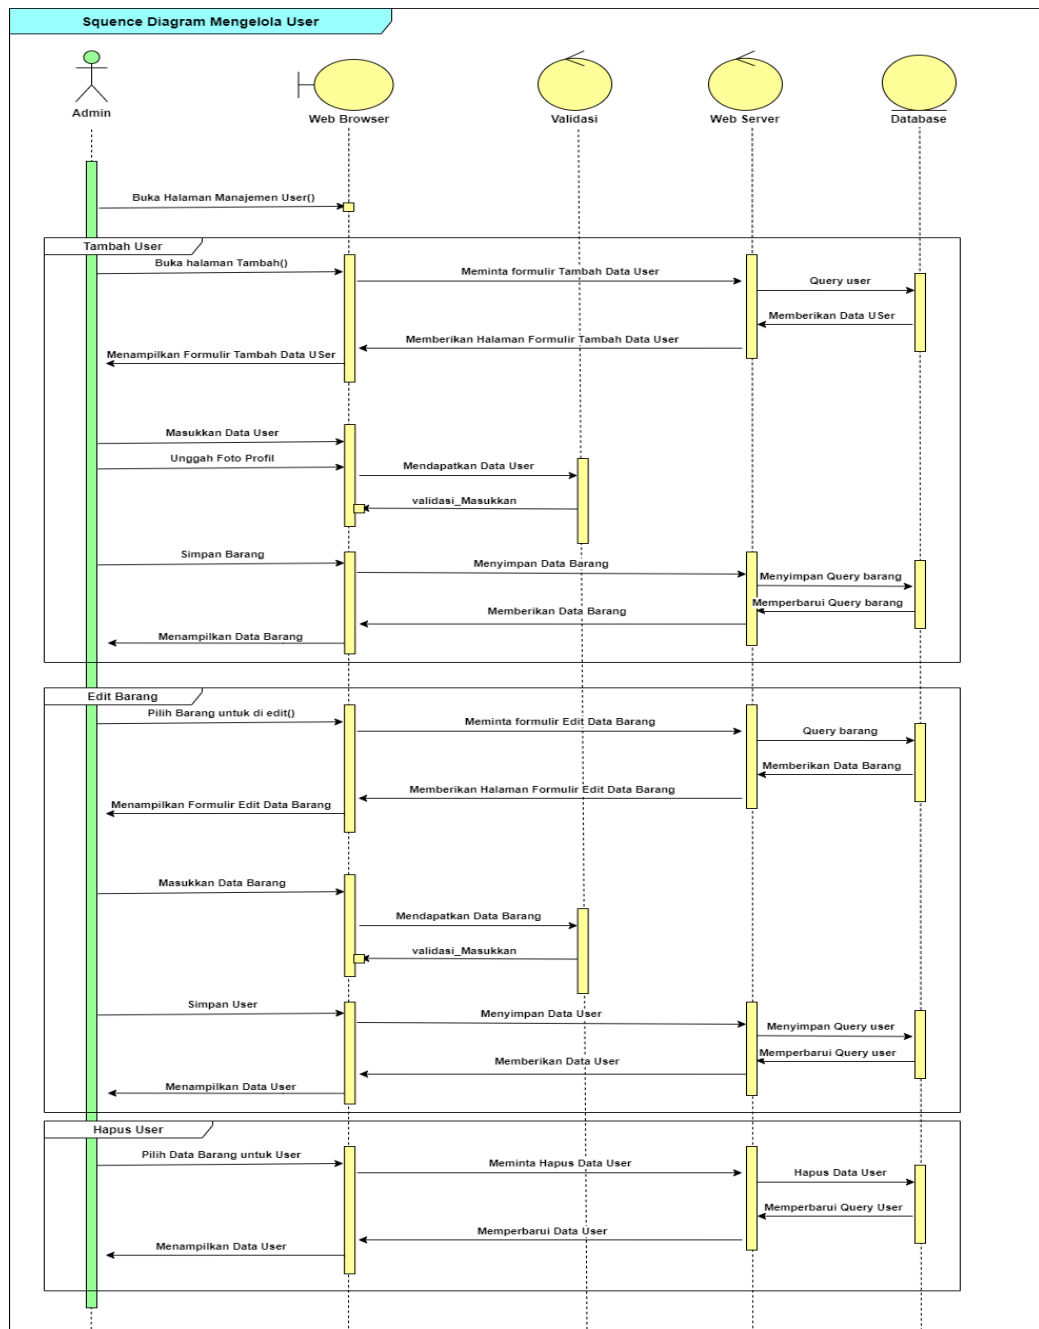 Squence Diagram Mengelola User
Admin
Web Browser
Validasi
Web Server
Database
Buka Halaman Manajemen User()
Tambah User
Buka halaman Tambah()
Meminta formulir Tambah Data User
Query user
Memberikan Data USer
Memberikan Halaman Formulir Tambah Data User
Menampilkan Formulir Tambah Data USer
Masukkan Data User
Unggah Foto Profil
Mendapatkan Data User
validasi_Masukkan
Simpan Barang
Menyimpan Data Barang
Menyimpan Query barang
Memperbarui Query barang
Memberikan Data Barang
Menampilkan Data Barang
Edit Barang
Pilih Barang untuk di edit()
Meminta formulir Edit Data Barang
Query barang
Memberikan Data Barang
Memberikan Halaman Formulir Edit Data Barang
Menampilkan Formulir Edit Data Barang
Masukkan Data Barang
Mendapatkan Data Barang
validasi_Masukkan
Simpan User
Menyimpan Data User
Menyimpan Query user
Memperbarui Query user
Memberikan Data User
Menampilkan Data User
Hapus User
Pilih Data Barang untuk User
Meminta Hapus Data User
Hapus Data User
Memperbarui Query User
Memperbarui Data User
Menampilkan Data User